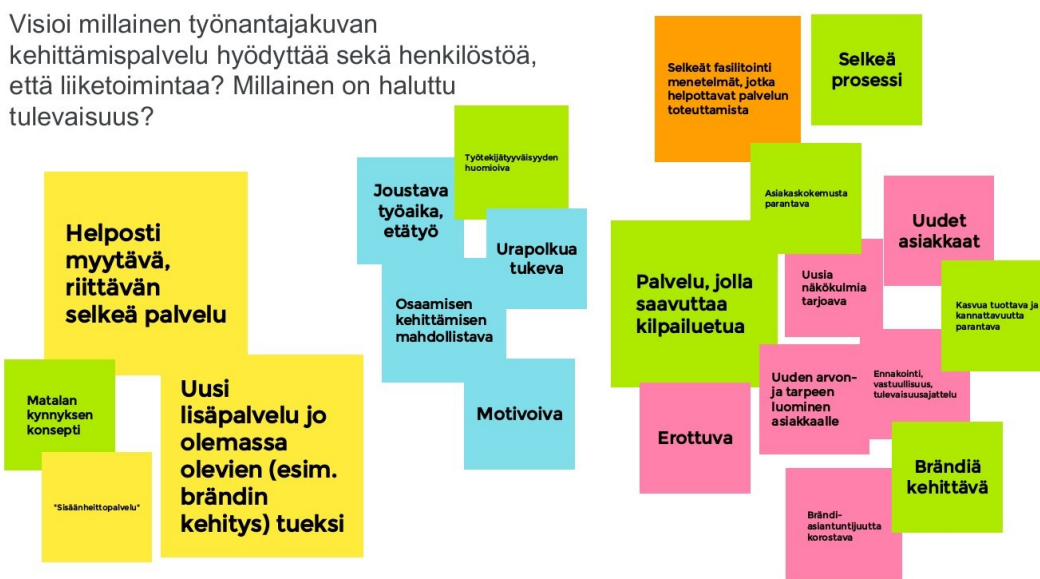 Visioi millainen työnantajakuvan
kehittämispalvelu hyödyttää sekä henkilöstöä,
että liiketoimintaa? Millainen on haluttu
tulevaisuus?
Helposti
myytävä,
riittävän
selkeä palvelu
Matalan
kynnyksen
konsepti
"Sisäänheittopalvelu"
Uusi
lisäpalvelu jo
olemassa
olevien (esim.
brändin
kehitys) tueksi
Työtekijätyyväisyyden
huomioiva
Joustava
työaika,
etätyö
Urapolkua
tukeva
Osaamisen
kehittämisen
mahdollistava
Motivoiva
Selkeät fasilitointi
menetelmät, jotka
helpottavat palvelun
toteuttamista
Selkeä
prosessi
Asiakaskokemusta
parantava
Uudet
asiakkaat
Palvelu, jolla
saavuttaa
kilpailuetua
Uusia
näkökulmia
tarjoava
Kasvua tuottava ja
kannattavuutta
parantava
Uuden arvon-
ja tarpeen
luominen
asiakkaalle
Ennakointi,
vastuullisuus,
tulevaisuusajattelu
Erottuva
Brändiä
kehittävä
Brändi-
asiantuntijuutta
korostava